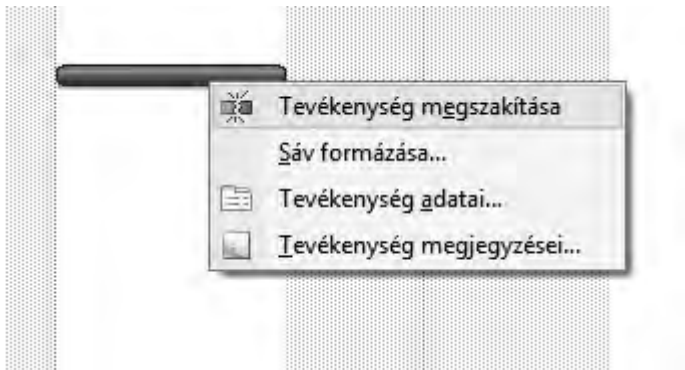 Tevékenység megszakítása
Sáv formázása...
Tevékenység adatai...
Tevékenység megjegyzései...